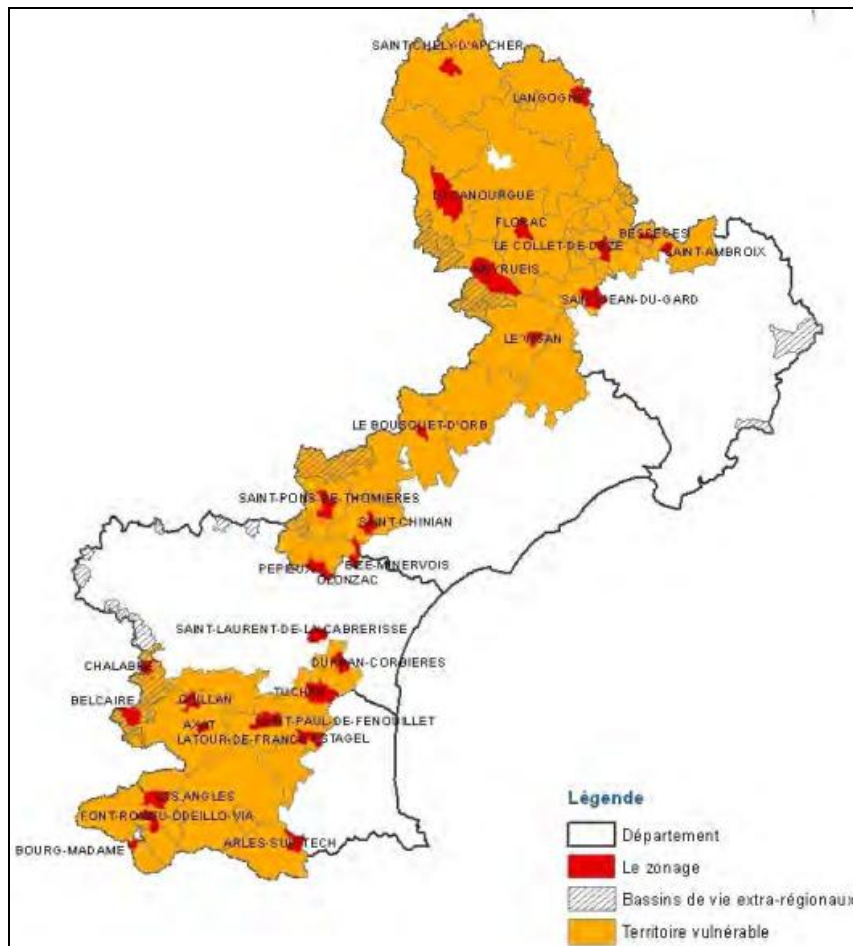 SAINT-CHELY-D'APCHER
LANGOGNE
FLORAC
BESSEGES
LE COLLET-DE-DEZE
SAINT-AMBROIX
SAINT-JEAN-DU-GARD
LE VIGAN
LE BOUSQUET-D'ORB
SAINT-PONS-DE-THOMIERES
SAINT-CHINIAN
BIZE-MINERVOIS
PEPIEUX
OLONZAC
SAINT-LAURENT-DE-LA-CABRERISSE
DURBAN-CORBIERES
CHALABRE
TUCHAN
QUILLAN
BELCAIRE
SAINT-PAUL-DE-FENOUILLET
AXAT
LATOUR-DE-FRANCE
ESTAGEL
LES ANGLES
FONT-ROMEU-ODEILLO-VIA
BOURG-MADAME
ARLES-SUR-TECH
Légende
Département
Le zonage
Bassins de vie extra-régionaux
Territoire vulnérable